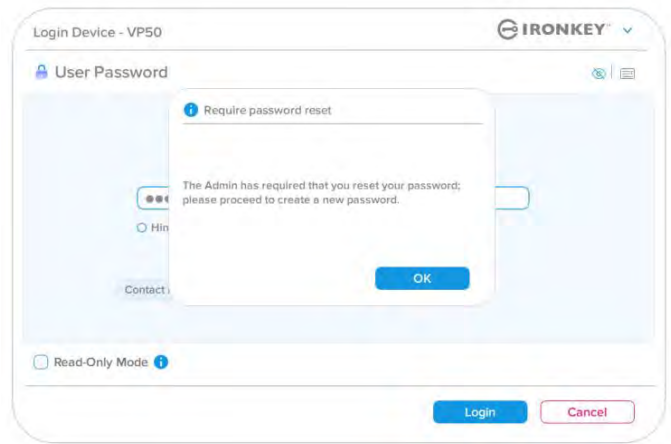 Login Device - VP50
IRONKEY™
User Password
Require password reset
The Admin has required that you reset your password;
please proceed to create a new password.
OK
Contact
Read-Only Mode
Login
Cancel